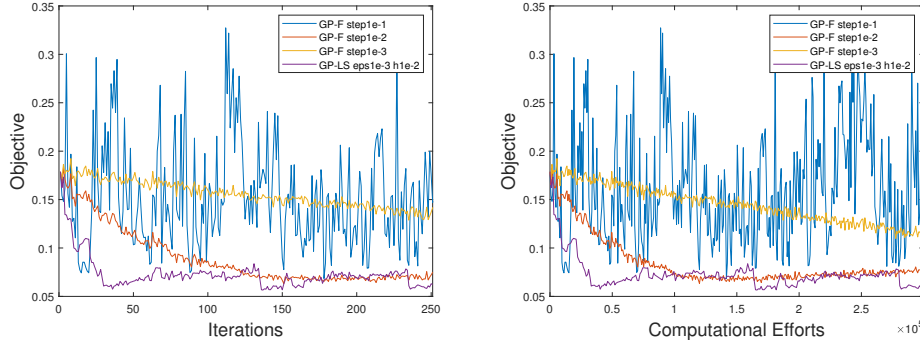 0.35
0.3
0.25
0.2
0.15
0.1
0.05
Objective
0
50
100
150
200
250
Iterations
GP-F step1e-1
GP-F step1e-2
GP-F step1e-3
GP-LS eps1e-3 h1e-2
0.35
0.3
0.25
0.2
0.15
0.1
0.05
Objective
0
0.5
1
1.5
2
2.5
Computational Efforts
GP-F step1e-1
GP-F step1e-2
GP-F step1e-3
GP-LS eps1e-3 h1e-2